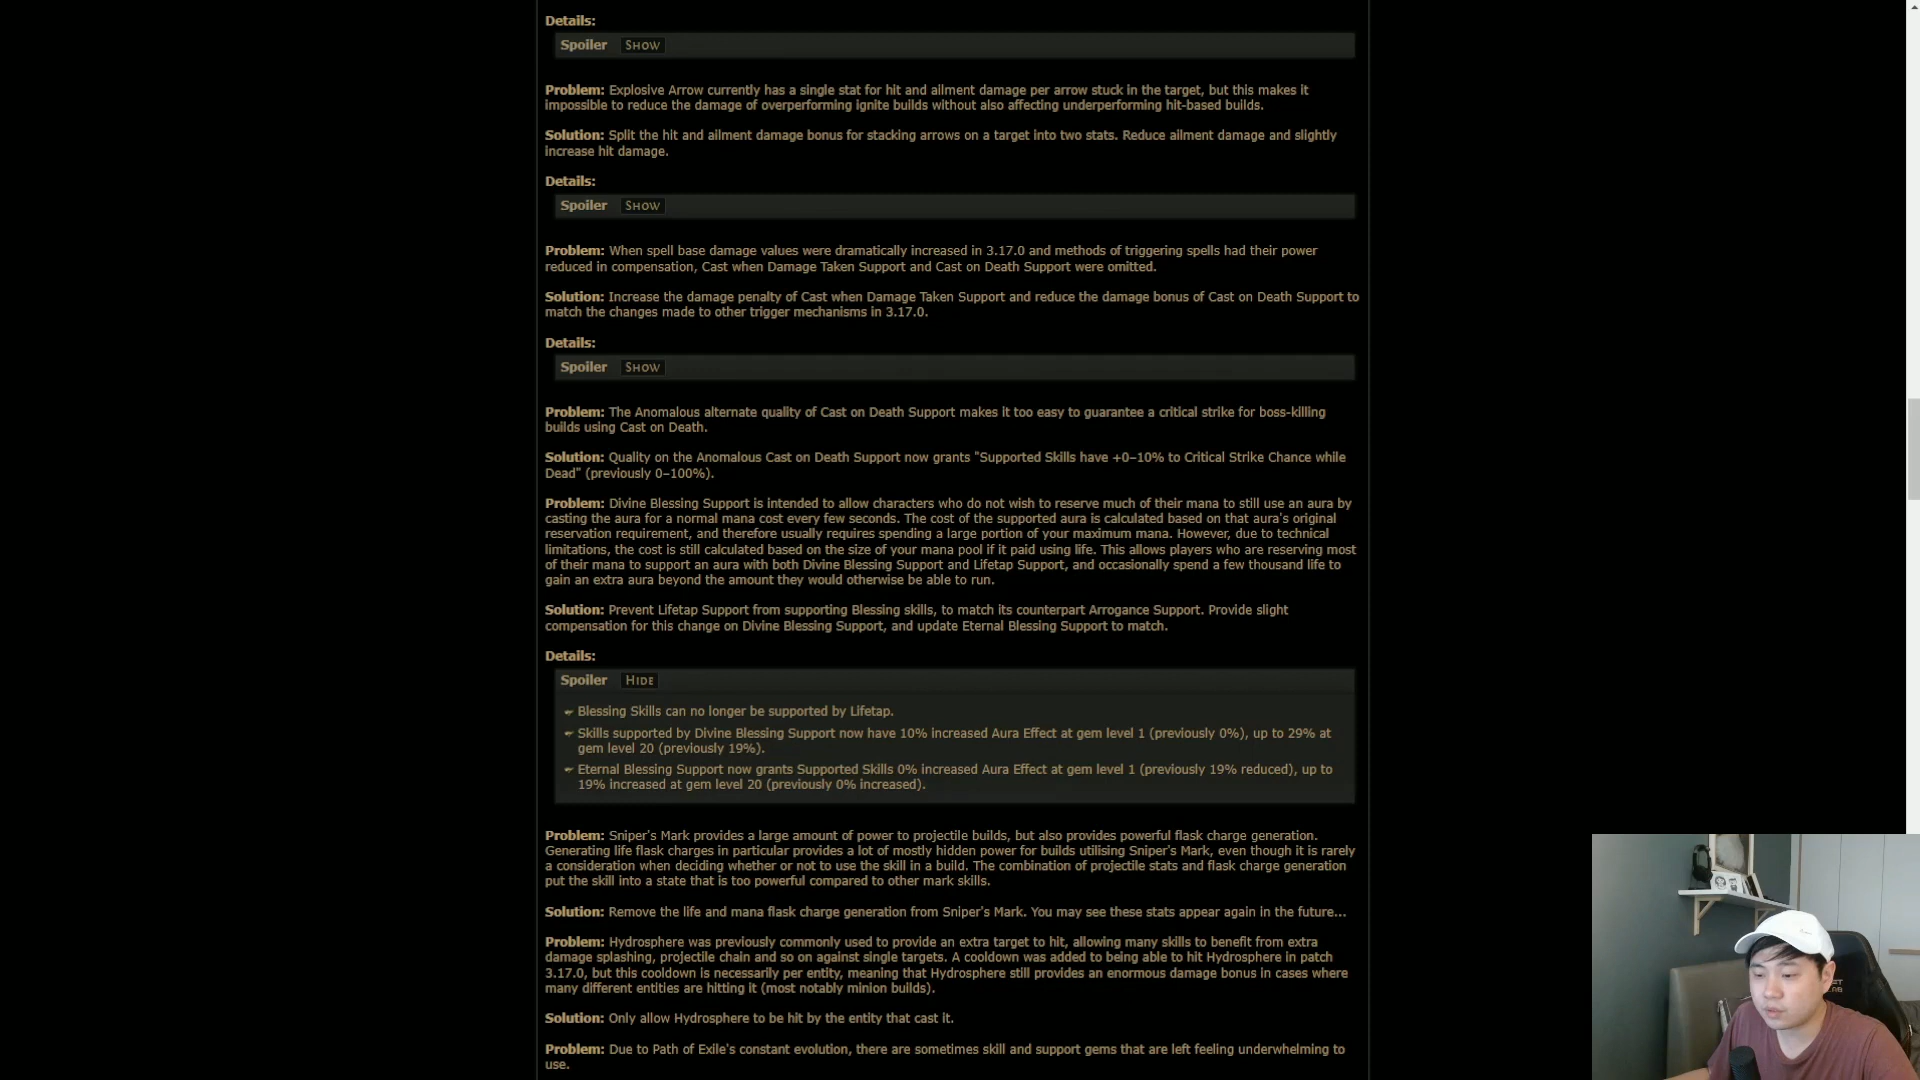 Details:
Spoiler SHOW
Problem: Explosive Arrow currently has a single stat for hit and ailment damage per arrow stuck in the target, but this makes it
impossible to reduce the damage of overperforming ignite builds without also affecting underperforming hit-based builds.
Solution: Split the hit and ailment damage bonus for stacking arrows on a target into two stats. Reduce ailment damage and slightly
increase hit damage.
Details:
Spoiler SHOW
Problem: When spell base damage values were dramatically increased in 3.17.0 and methods of triggering spells had their power
reduced in compensation, Cast when Damage Taken Support and Cast on Death Support were omitted.
Solution: Increase the damage penalty of Cast when Damage Taken Support and reduce the damage bonus of Cast on Death Support to
match the changes made to other trigger mechanisms in 3.17.0.
Details:
Spoiler SHOW
Problem: The Anomalous alternate quality of Cast on Death Support makes it too easy to guarantee a critical strike for boss-killing
builds using Cast on Death.
Solution: Quality on the Anomalous Cast on Death Support now grants "Supported Skills have +0–10% to Critical Strike Chance while
Dead" (previously 0–100%).
Problem: Divine Blessing Support is intended to allow characters who do not wish to reserve much of their mana to still use an aura by
casting the aura for a normal mana cost every few seconds. The cost of the supported aura is calculated based on that aura's original
reservation requirement, and therefore usually requires spending a large portion of your maximum mana. However, due to technical
limitations, the cost is still calculated based on the size of your mana pool if it paid using life. This allows players who are reserving most
of their mana to support an aura with both Divine Blessing Support and Lifetap Support, and occasionally spend a few thousand life to
gain an extra aura beyond the amount they would otherwise be able to run.
Solution: Prevent Lifetap Support from supporting Blessing skills, to match its counterpart Arrogance Support. Provide slight
compensation for this change on Divine Blessing Support, and update Eternal Blessing Support to match.
Details:
Spoiler HIDE
Blessing Skills can no longer be supported by Lifetap.
Skills supported by Divine Blessing Support now have 10% increased Aura Effect at gem level 1 (previously 0%), up to 29% at
gem level 20 (previously 19%).
Eternal Blessing Support now grants Supported Skills 0% increased Aura Effect at gem level 1 (previously 19% reduced), up to
19% increased at gem level 20 (previously 0% increased).
Problem: Sniper's Mark provides a large amount of power to projectile builds, but also provides powerful flask charge generation.
Generating life flask charges in particular provides a lot of mostly hidden power for builds utilising Sniper's Mark, even though it is rarely
a consideration when deciding whether or not to use the skill in a build. The combination of projectile stats and flask charge generation
put the skill into a state that is too powerful compared to other mark skills.
Solution: Remove the life and mana flask charge generation from Sniper's Mark. You may see these stats appear again in the future...
Problem: Hydrosphere was previously commonly used to provide an extra target to hit, allowing many skills to benefit from extra
damage splashing, projectile chain and so on against single targets. A cooldown was added to being able to hit Hydrosphere in patch
3.17.0, but this cooldown is necessarily per entity, meaning that Hydrosphere still provides an enormous damage bonus in cases where
many different entities are hitting it (most notably minion builds).
Solution: Only allow Hydrosphere to be hit by the entity that cast it.
Problem: Due to Path of Exile's constant evolution, there are sometimes skill and support gems that are left feeling underwhelming to
use.